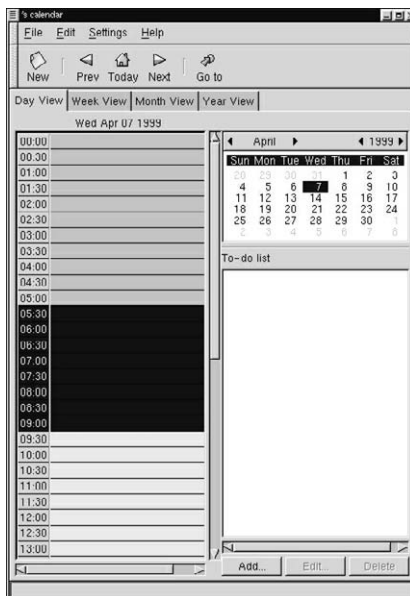 's calendar
File Edit Settings Help
New Prev Today Next Go to
Day View Week View Month View Year View
Wed Apr 07 1999
00:00
00:30
01:00
01:30
02:00
02:30
03:00
03:30
04:00
04:30
05:00
05:30
06:00
06:30
07:00
07:30
08:00
08:30
09:00
09:30
10:00
10:30
11:00
11:30
12:00
12:30
13:00
April 1999
Sun Mon Tue Wed Thu Fri Sat
28 29 30 31 1 2 3
4 5 6 7 8 9 10
11 12 13 14 15 16 17
18 19 20 21 22 23 24
25 26 27 28 29 30 1
2 3 4 5 6 7 8
To-do list
Add... Edit... Delete